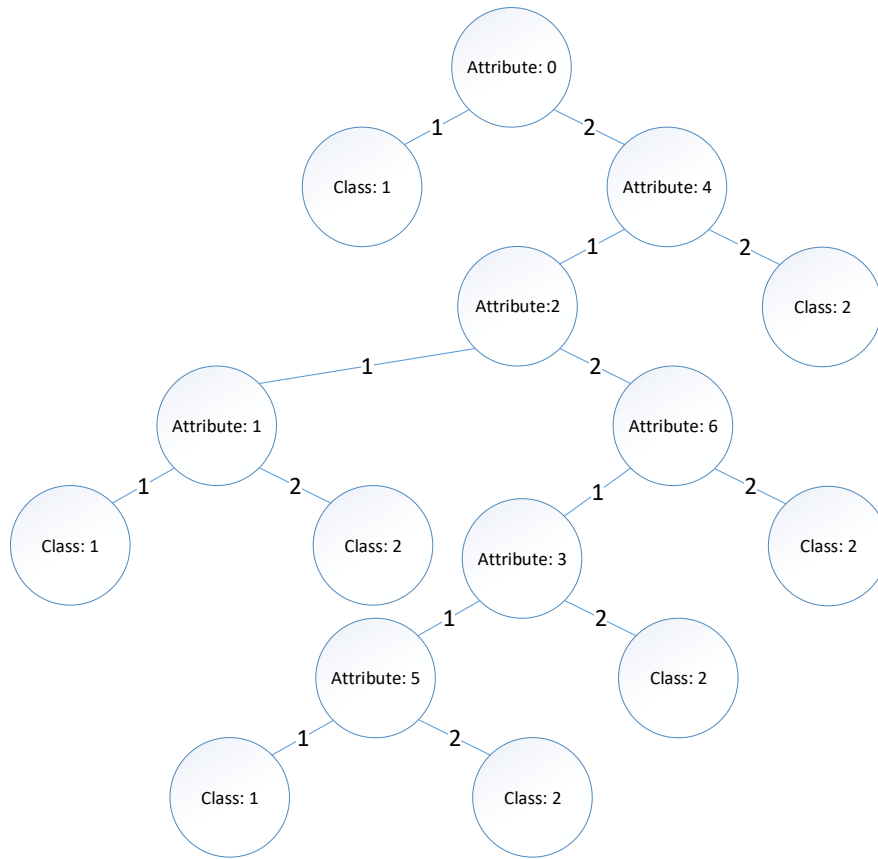 Attribute: 0
1
2
Class: 1
Attribute: 4
1
2
Attribute:2
Class: 2
1
2
Attribute: 1
Attribute: 6
1
2
1
2
Class: 1
Class: 2
Attribute: 3
Class: 2
1
2
Attribute: 5
Class: 2
1
2
Class: 1
Class: 2